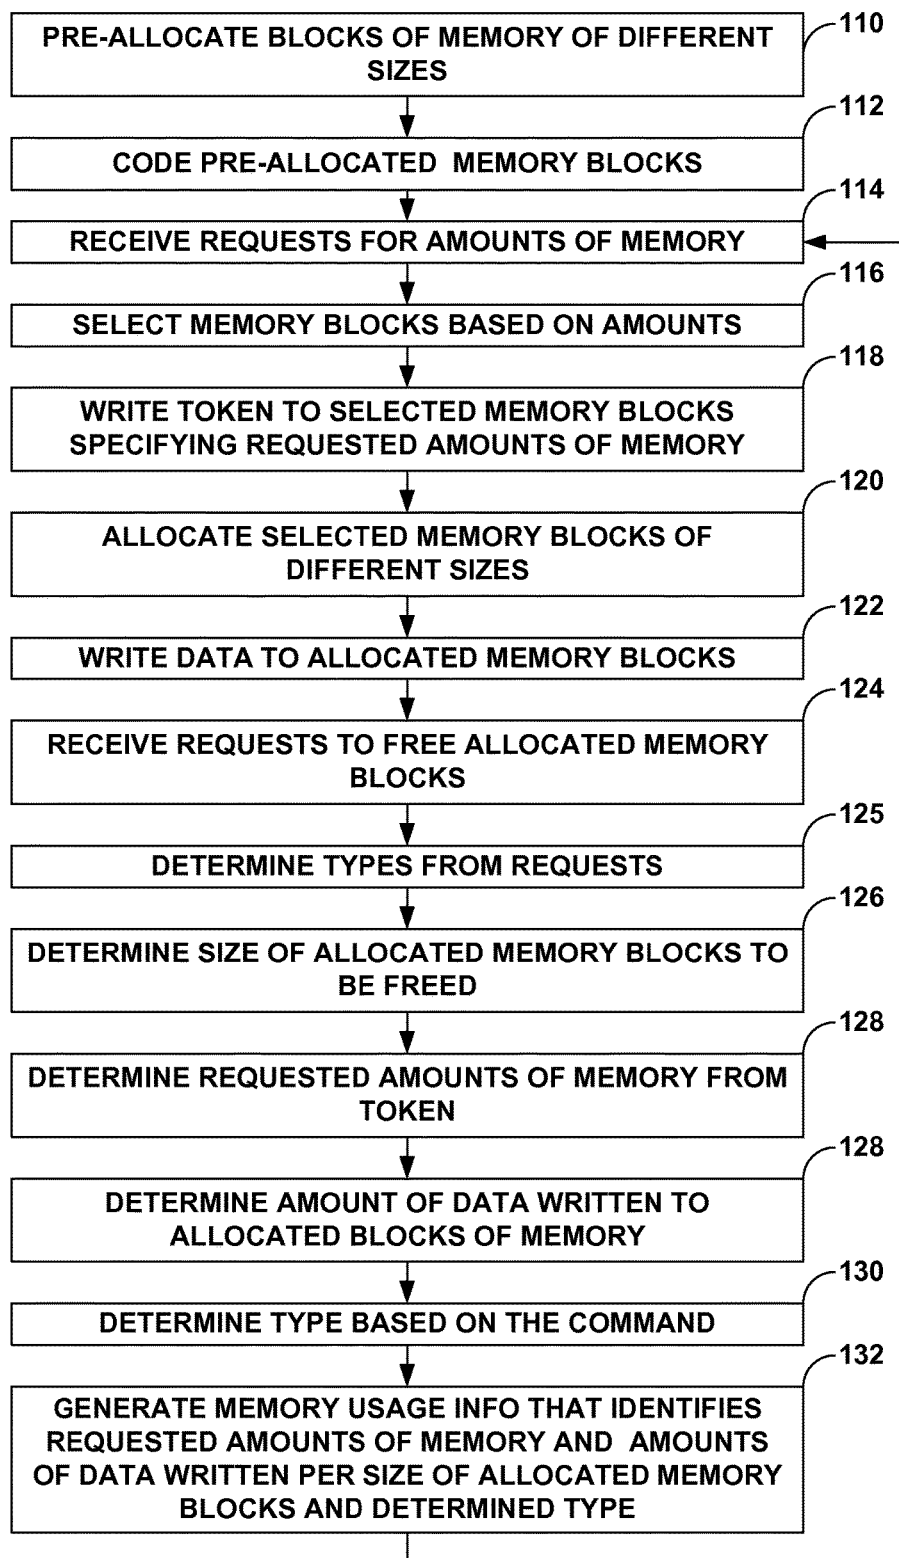 110
PRE-ALLOCATE BLOCKS OF MEMORY OF DIFFERENT
SIZES
112
CODE PRE-ALLOCATED MEMORY BLOCKS
114
RECEIVE REQUESTS FOR AMOUNTS OF MEMORY
116
SELECT MEMORY BLOCKS BASED ON AMOUNTS
118
WRITE TOKEN TO SELECTED MEMORY BLOCKS
SPECIFYING REQUESTED AMOUNTS OF MEMORY
120
ALLOCATE SELECTED MEMORY BLOCKS OF
DIFFERENT SIZES
122
WRITE DATA TO ALLOCATED MEMORY BLOCKS
124
RECEIVE REQUESTS TO FREE ALLOCATED MEMORY
BLOCKS
125
DETERMINE TYPES FROM REQUESTS
126
DETERMINE SIZE OF ALLOCATED MEMORY BLOCKS TO
BE FREED
128
DETERMINE REQUESTED AMOUNTS OF MEMORY FROM
TOKEN
128
DETERMINE AMOUNT OF DATA WRITTEN TO
ALLOCATED BLOCKS OF MEMORY
130
DETERMINE TYPE BASED ON THE COMMAND
132
GENERATE MEMORY USAGE INFO THAT IDENTIFIES
REQUESTED AMOUNTS OF MEMORY AND AMOUNTS
OF DATA WRITTEN PER SIZE OF ALLOCATED MEMORY
BLOCKS AND DETERMINED TYPE